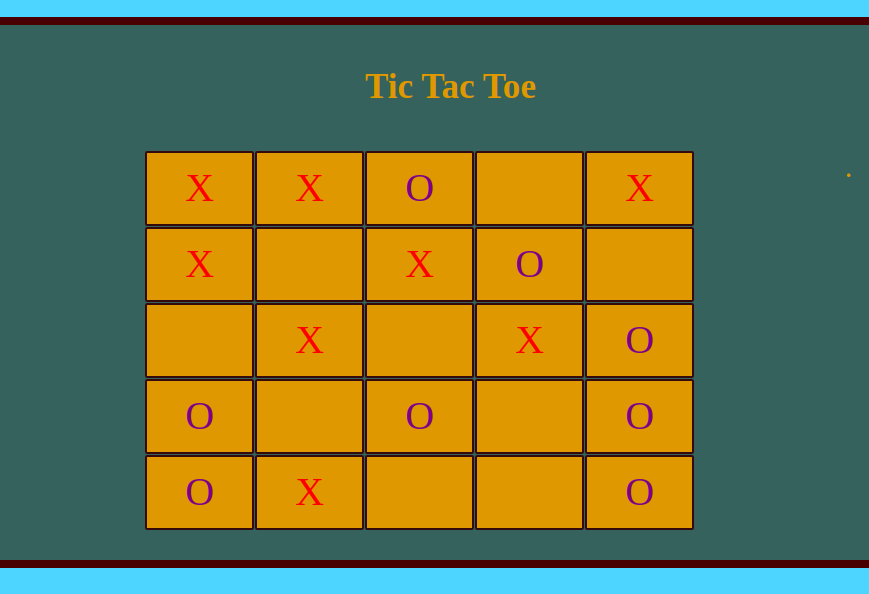 Tic Tac Toe
X X O X
X X O
X X O
O O O
O X O